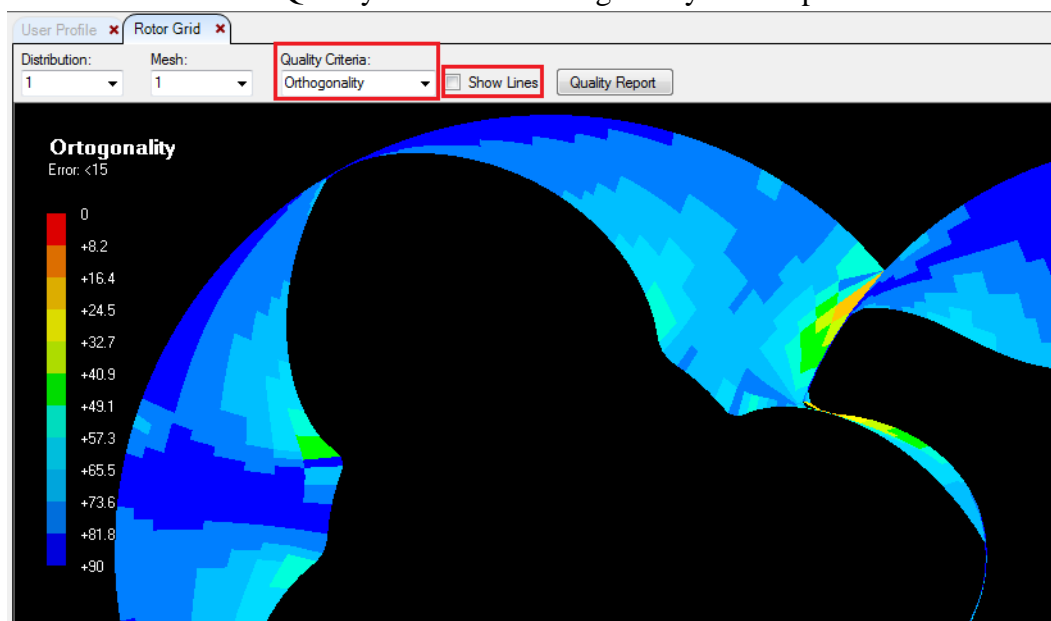 User Profile Rotor Grid
Distribution: Mesh: Quality Criteria:
1 1 Orthogonality Show Lines Quality Report
Ortogonality
Error: <15
0
+8.2
+16.4
+24.5
+32.7
+40.9
+49.1
+57.3
+65.5
+73.6
+81.8
+90